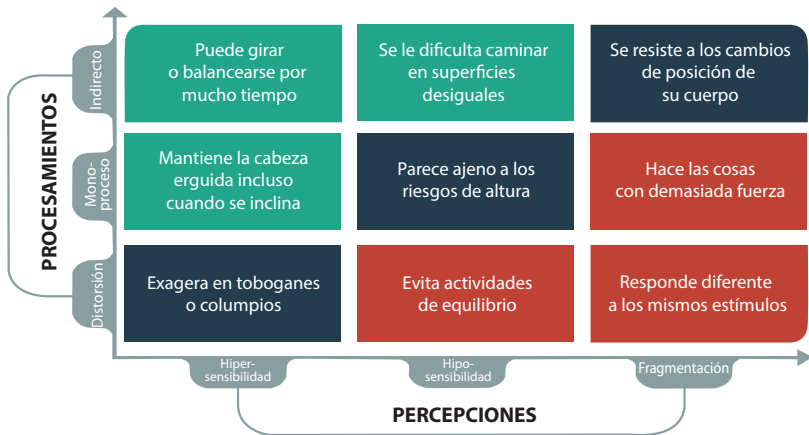 PROCESAMIENTOS
Indirecto
Puede girar
o balancearse por
mucho tiempo
Se le dificulta caminar
en superficies
desiguales
Se resiste a los cambios
de posición de
su cuerpo
Mono-
proceso
Mantiene la cabeza
erguida incluso
cuando se inclina
Parece ajeno a los
riesgos de altura
Hace las cosas
con demasiada fuerza
Distorsión
Exagera en toboganes
o columpios
Evita actividades
de equilibrio
Responde diferente
a los mismos estímulos
Hiper-
sensibilidad
Hipo-
sensibilidad
Fragmentación
PERCEPCIONES